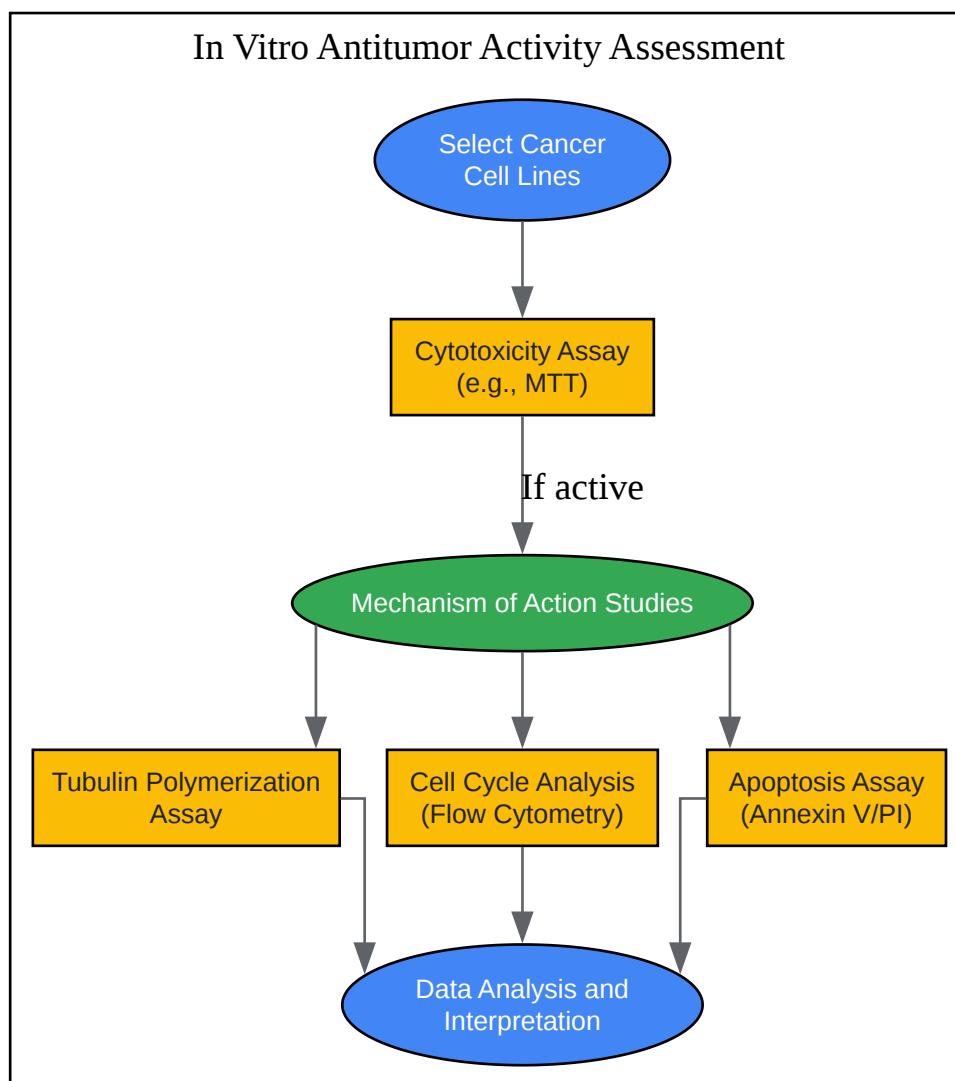 In Vitro Antitumor Activity Assessment
Select Cancer
Cell Lines
Cytotoxicity Assay
(e.g., MTT)
If active
Mechanism of Action Studies
Tubulin Polymerization
Assay
Cell Cycle Analysis
(Flow Cytometry)
Apoptosis Assay
(Annexin V/PI)
Data Analysis and
Interpretation